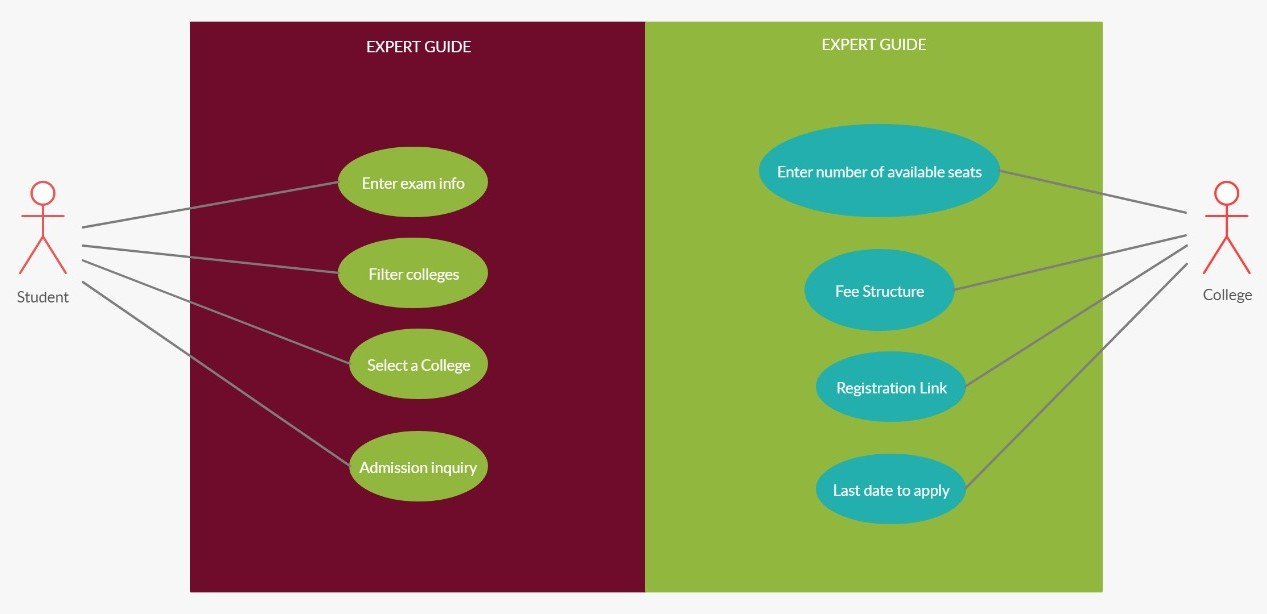 EXPERT GUIDE
EXPERT GUIDE
Enter exam info
Filter colleges
Select a College
Admission inquiry
Enter number of available seats
Fee Structure
Registration Link
Last date to apply
Student
College